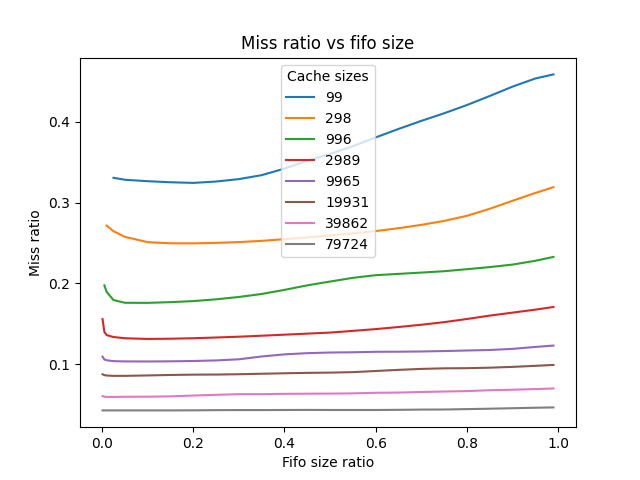 Miss ratio vs fifo size
Cache sizes
99
298
996
2989
9965
19931
39862
79724
Miss ratio
0.4
0.3
0.2
0.1
0.0 0.2 0.4 0.6 0.8 1.0
Fifo size ratio